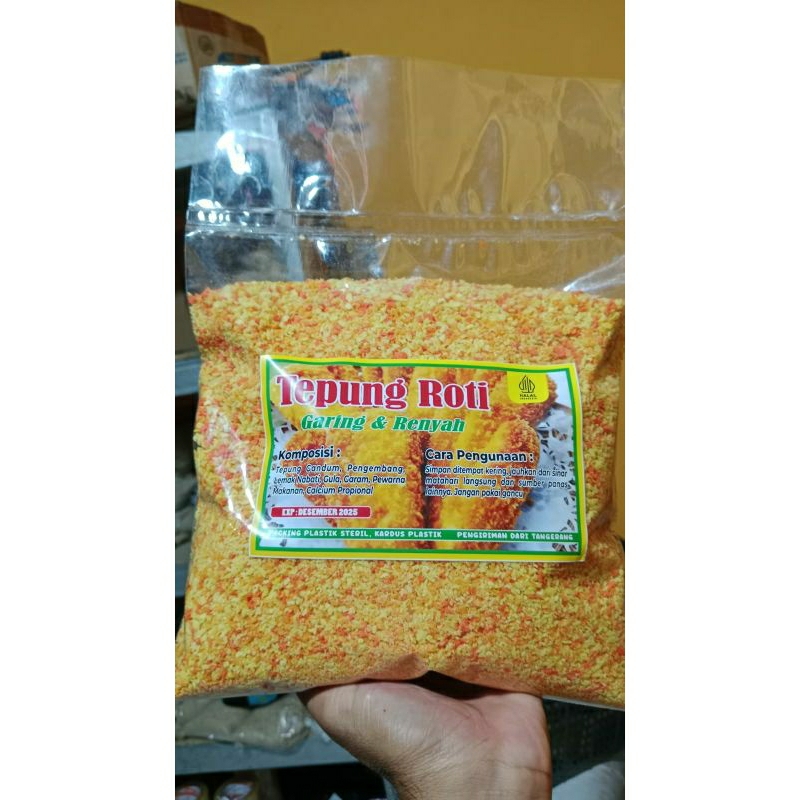 Tepung Roti
HALAL
INDONESIA
Garing & Renyah
Komposisi :
Tepung Gandum, Pengembang,
Lemak Nabati, Gula, Garam, Pewarna
Makanan, Calcium Propional
Cara Pengunaan :
Simpan ditempat kering, jauhkan dari sinar
matahari langsung dan sumber panas
lainnya. Jangan pakai gancu
EXP : DESEMBER 2025
PACKING PLASTIK STERIL, KARDUS PLASTIK PENGIRIMAN DARI TANGERANG